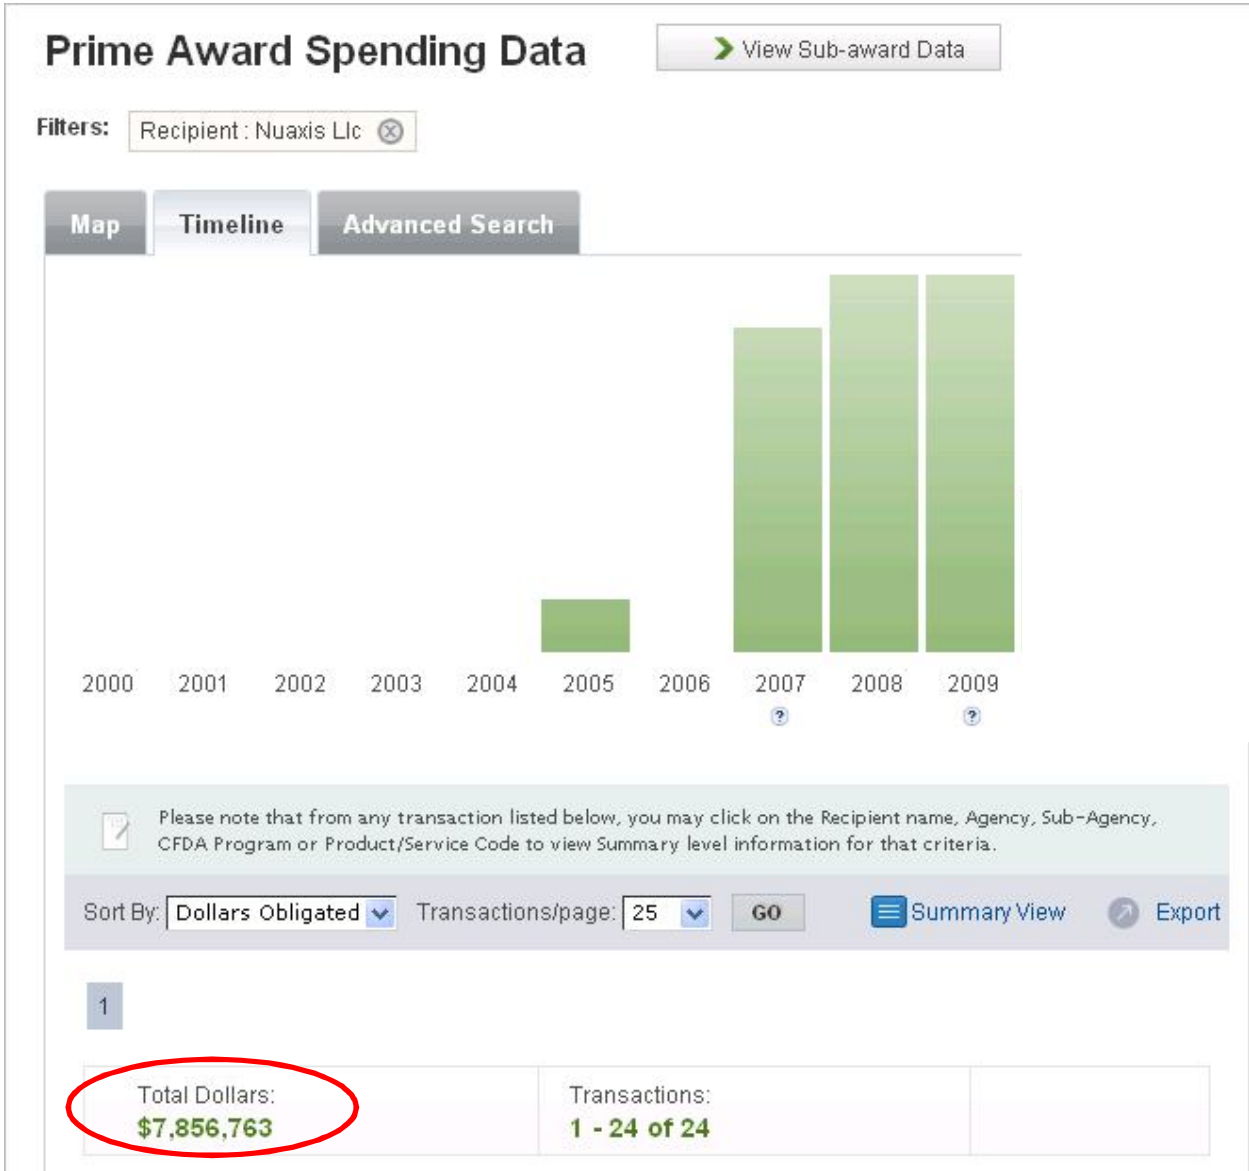 Prime Award Spending Data
View Sub-award Data
Filters: Recipient : Nuaxis Llc
Map Timeline Advanced Search
2000 2001 2002 2003 2004 2005 2006 2007 2008 2009
? ?
Please note that from any transaction listed below, you may click on the Recipient name, Agency, Sub-Agency,
CFDA Program or Product/Service Code to view Summary level information for that criteria.
Sort By: Dollars Obligated Transactions/page: 25 GO Summary View Export
1
Total Dollars: Transactions:
$7,856,763 1 - 24 of 24